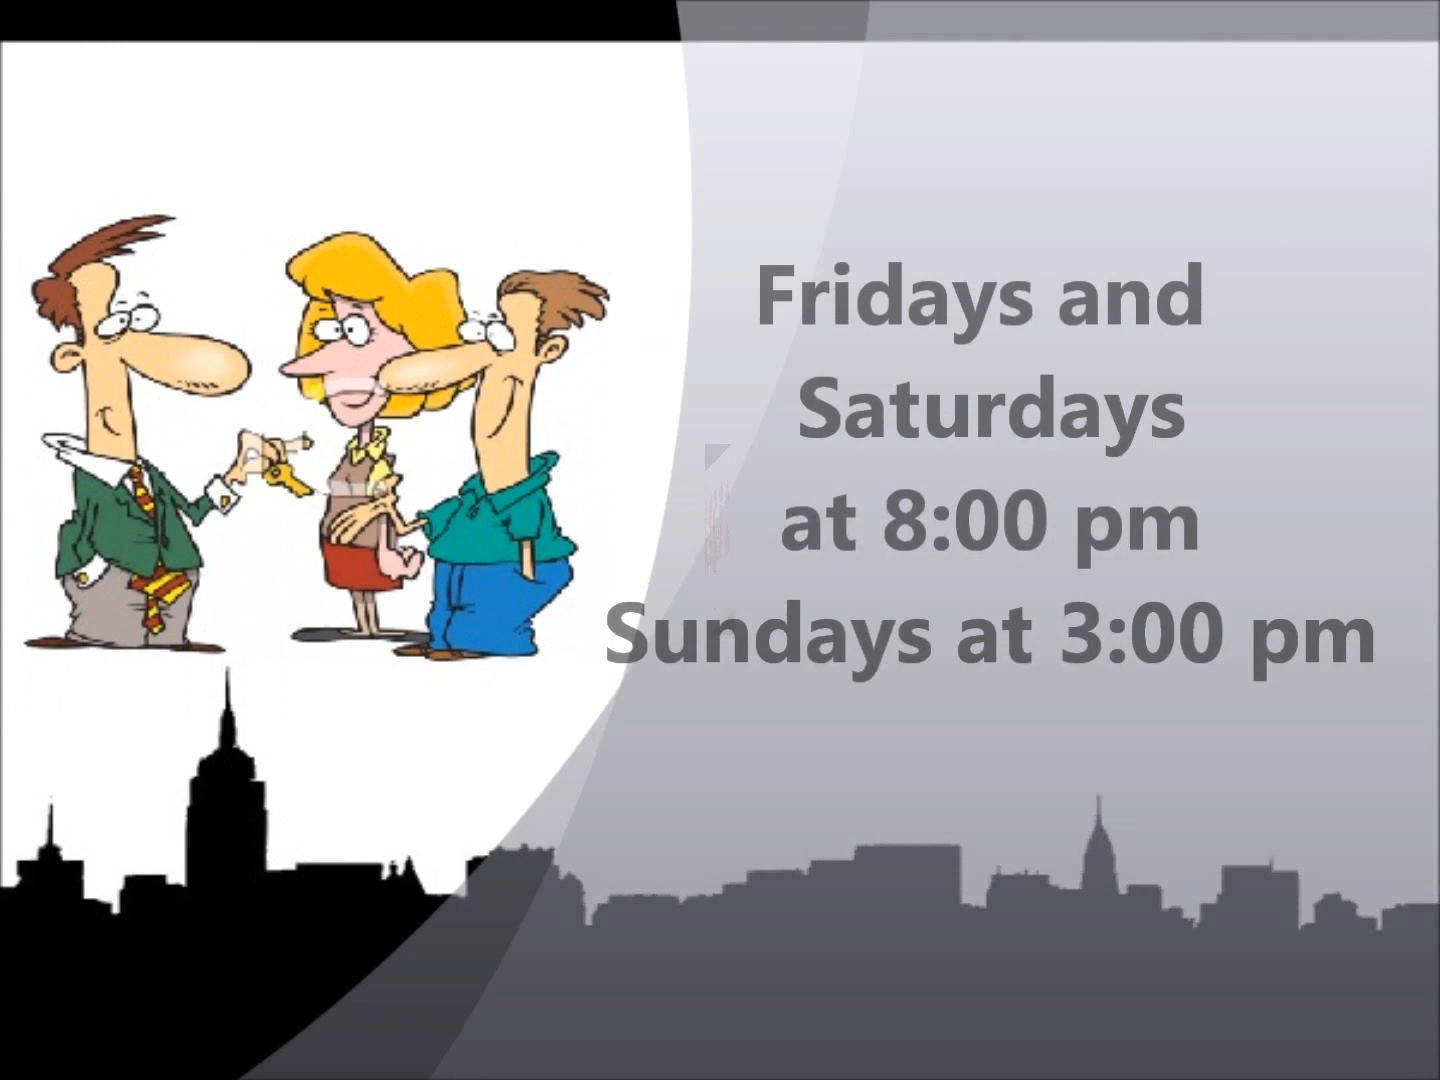 Fridays and
Saturdays
at 8:00 pm
Sundays at 3:00 pm